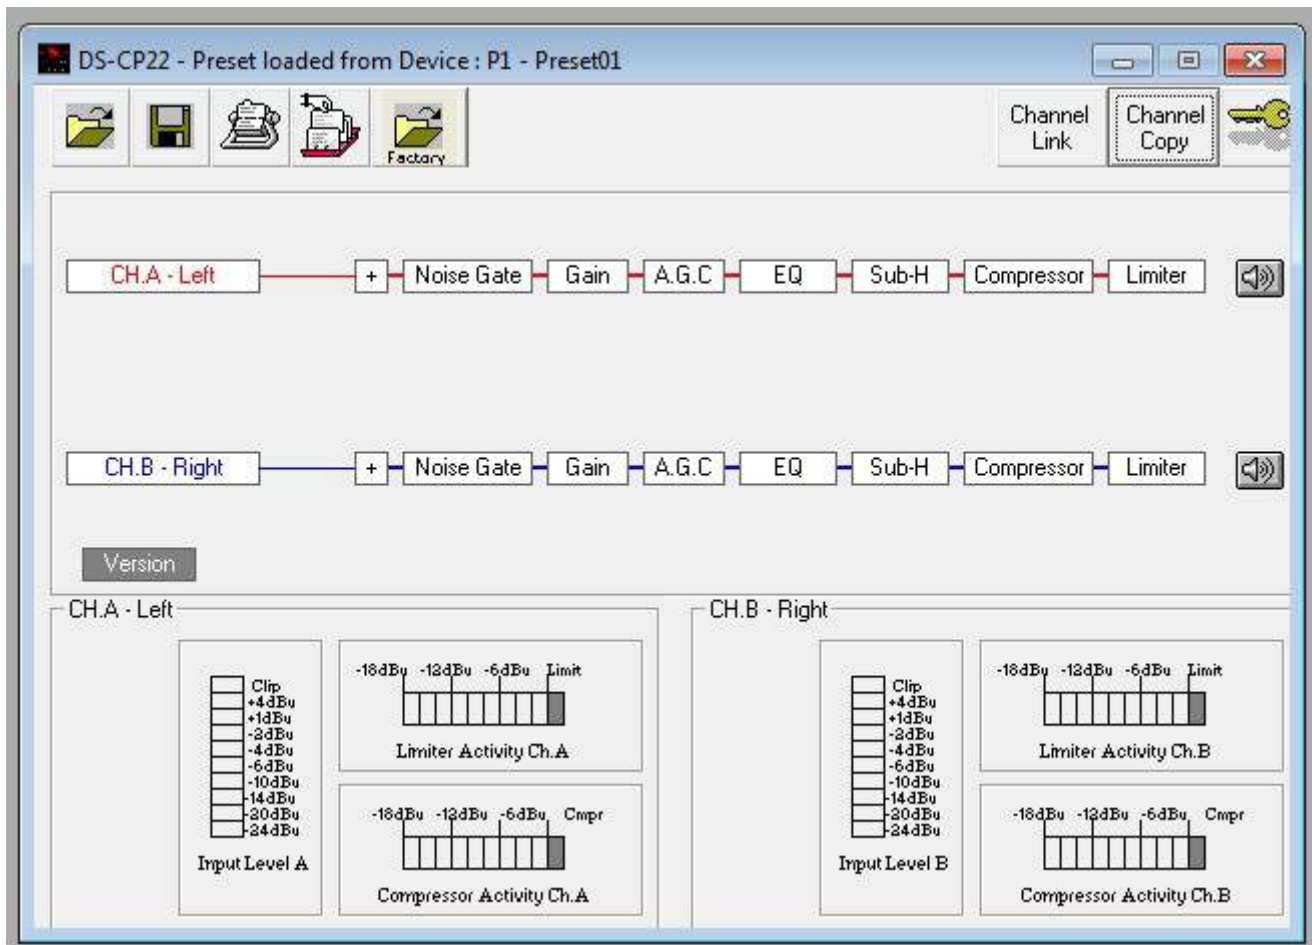 DS-CP22 - Preset loaded from Device : P1 - Preset01
Factory
Channel Link
Channel Copy
CH.A - Left + Noise Gate Gain A.G.C EQ Sub-H Compressor Limiter
CH.B - Right + Noise Gate Gain A.G.C EQ Sub-H Compressor Limiter
Version
CH.A - Left
Clip
+4dBu
+1dBu
-2dBu
-4dBu
-6dBu
-10dBu
-14dBu
-20dBu
-24dBu
Input Level A
-18dBu -12dBu -6dBu Limit
Limiter Activity Ch.A
-18dBu -12dBu -6dBu Cmpr
Compressor Activity Ch.A
CH.B - Right
Clip
+4dBu
+1dBu
-2dBu
-4dBu
-6dBu
-10dBu
-14dBu
-20dBu
-24dBu
Input Level B
-18dBu -12dBu -6dBu Limit
Limiter Activity Ch.B
-18dBu -12dBu -6dBu Cmpr
Compressor Activity Ch.B